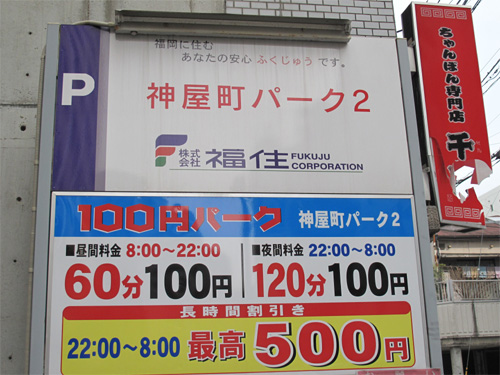 福岡に住む
あなたの安心 ふくじゅう です。
P
神屋町パーク2
株式会社 福住 FUKUJU CORPORATION
100円パーク 神屋町パーク2
■昼間料金 8:00〜22:00
60分100円
■夜間料金 22:00〜8:00
120分100円
長時間割引き
22:00〜8:00 最高500円
ちゃんぽん専門店